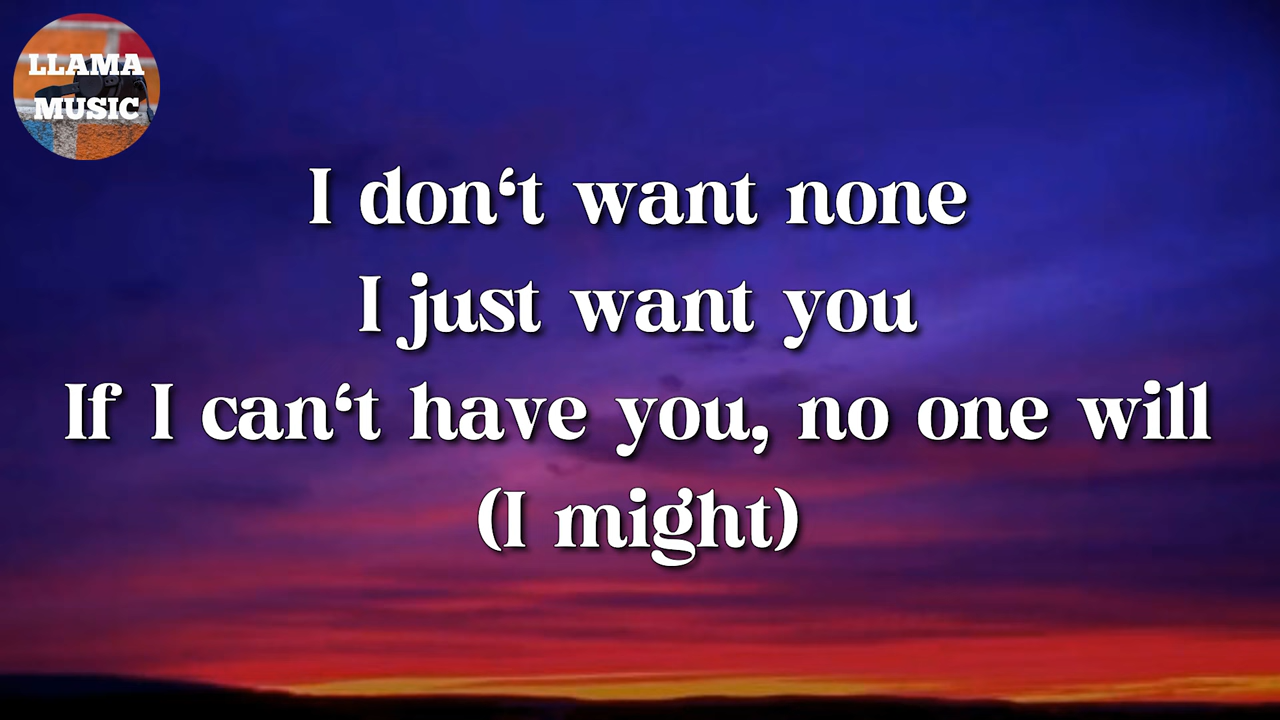 LLAMA
MUSIC
I don‘t want none
I just want you
If I can‘t have you, no one will
(I might)